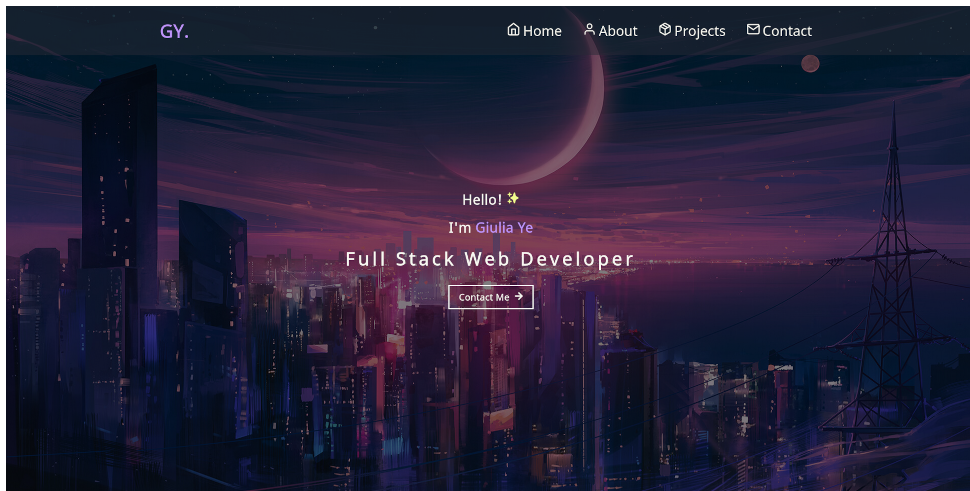 GY.
Home About Projects Contact
Hello! ✨
I'm Giulia Ye
Full Stack Web Developer
Contact Me →